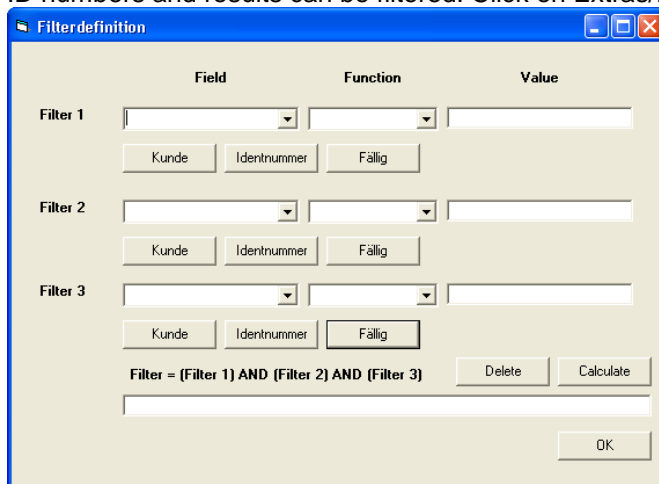 ID numbers and results can be filtered. Click on Extras/
Filterdefinition
Field Function Value
Filter 1
Kunde Identnummer Fällig
Filter 2
Kunde Identnummer Fällig
Filter 3
Kunde Identnummer Fällig
Filter = (Filter 1) AND (Filter 2) AND (Filter 3) Delete Calculate
OK